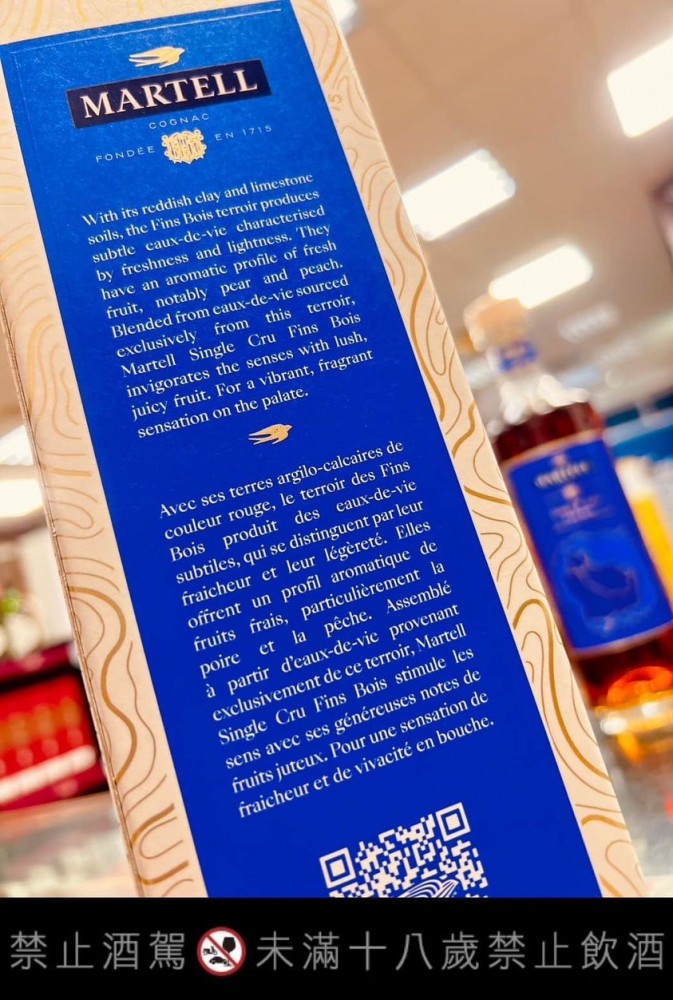 MARTELL
COGNAC
FONDÉE EN 1715
With its reddish clay and limestone
soils, the Fins Bois terroir produces
subtle eaux-de-vie characterised
by freshness and lightness. They
have an aromatic profile of fresh
fruit, notably pear and peach.
Blended from eaux-de-vie sourced
exclusively from this terroir,
Martell Single Cru Fins Bois
invigorates the senses with lush,
juicy fruit. For a vibrant, fragrant
sensation on the palate.
Avec ses terres argilo-calcaires de
couleur rouge, le terroir des Fins
Bois produit des eaux-de-vie
subtiles, qui se distinguent par leur
fraicheur et leur légèreté. Elles
offrent un profil aromatique de
fruits frais, particulièrement la
poire et la pêche. Assemblé
à partir d'eaux-de-vie provenant
exclusivement de ce terroir, Martell
Single Cru Fins Bois stimule les
sens avec ses généreuses notes de
fruits juteux. Pour une sensation de
fraicheur et de vivacité en bouche.
禁止酒駕 未滿十八歲禁止飲酒